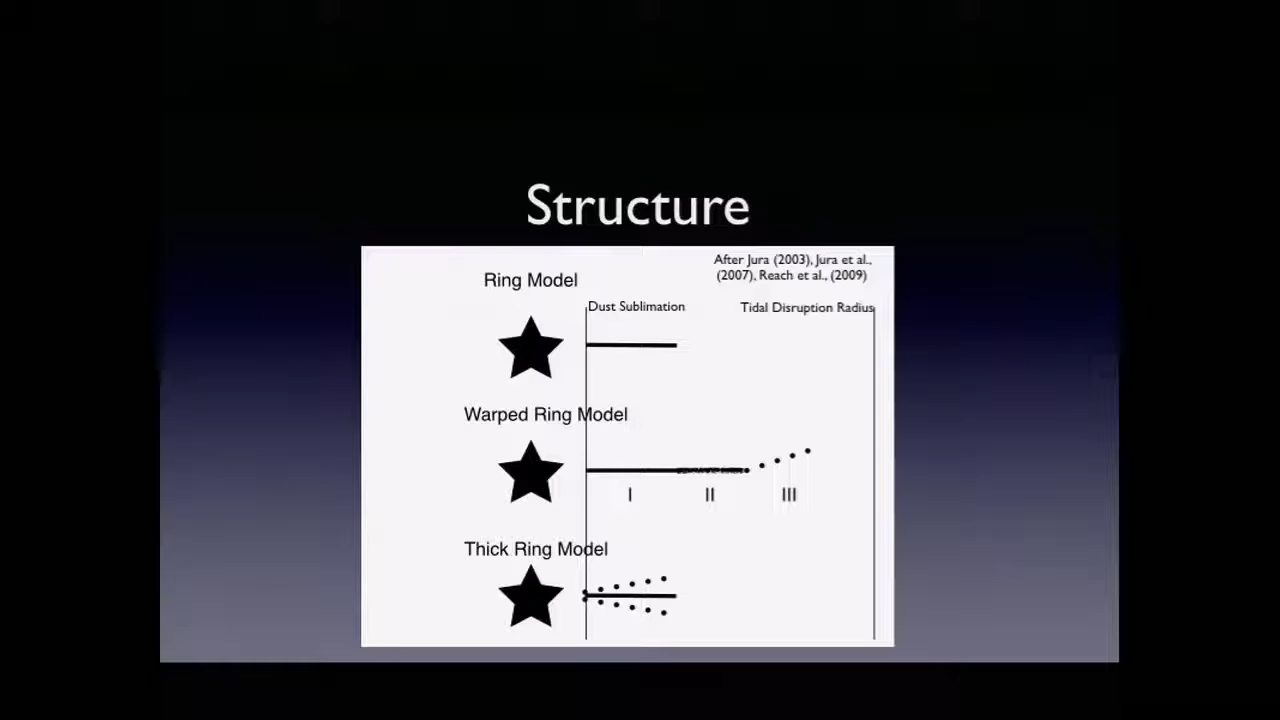 Structure
After Jura (2003), Jura et al.,
(2007), Reach et al., (2009)
Ring Model
Dust Sublimation
Tidal Disruption Radius
Warped Ring Model
I
II
III
Thick Ring Model